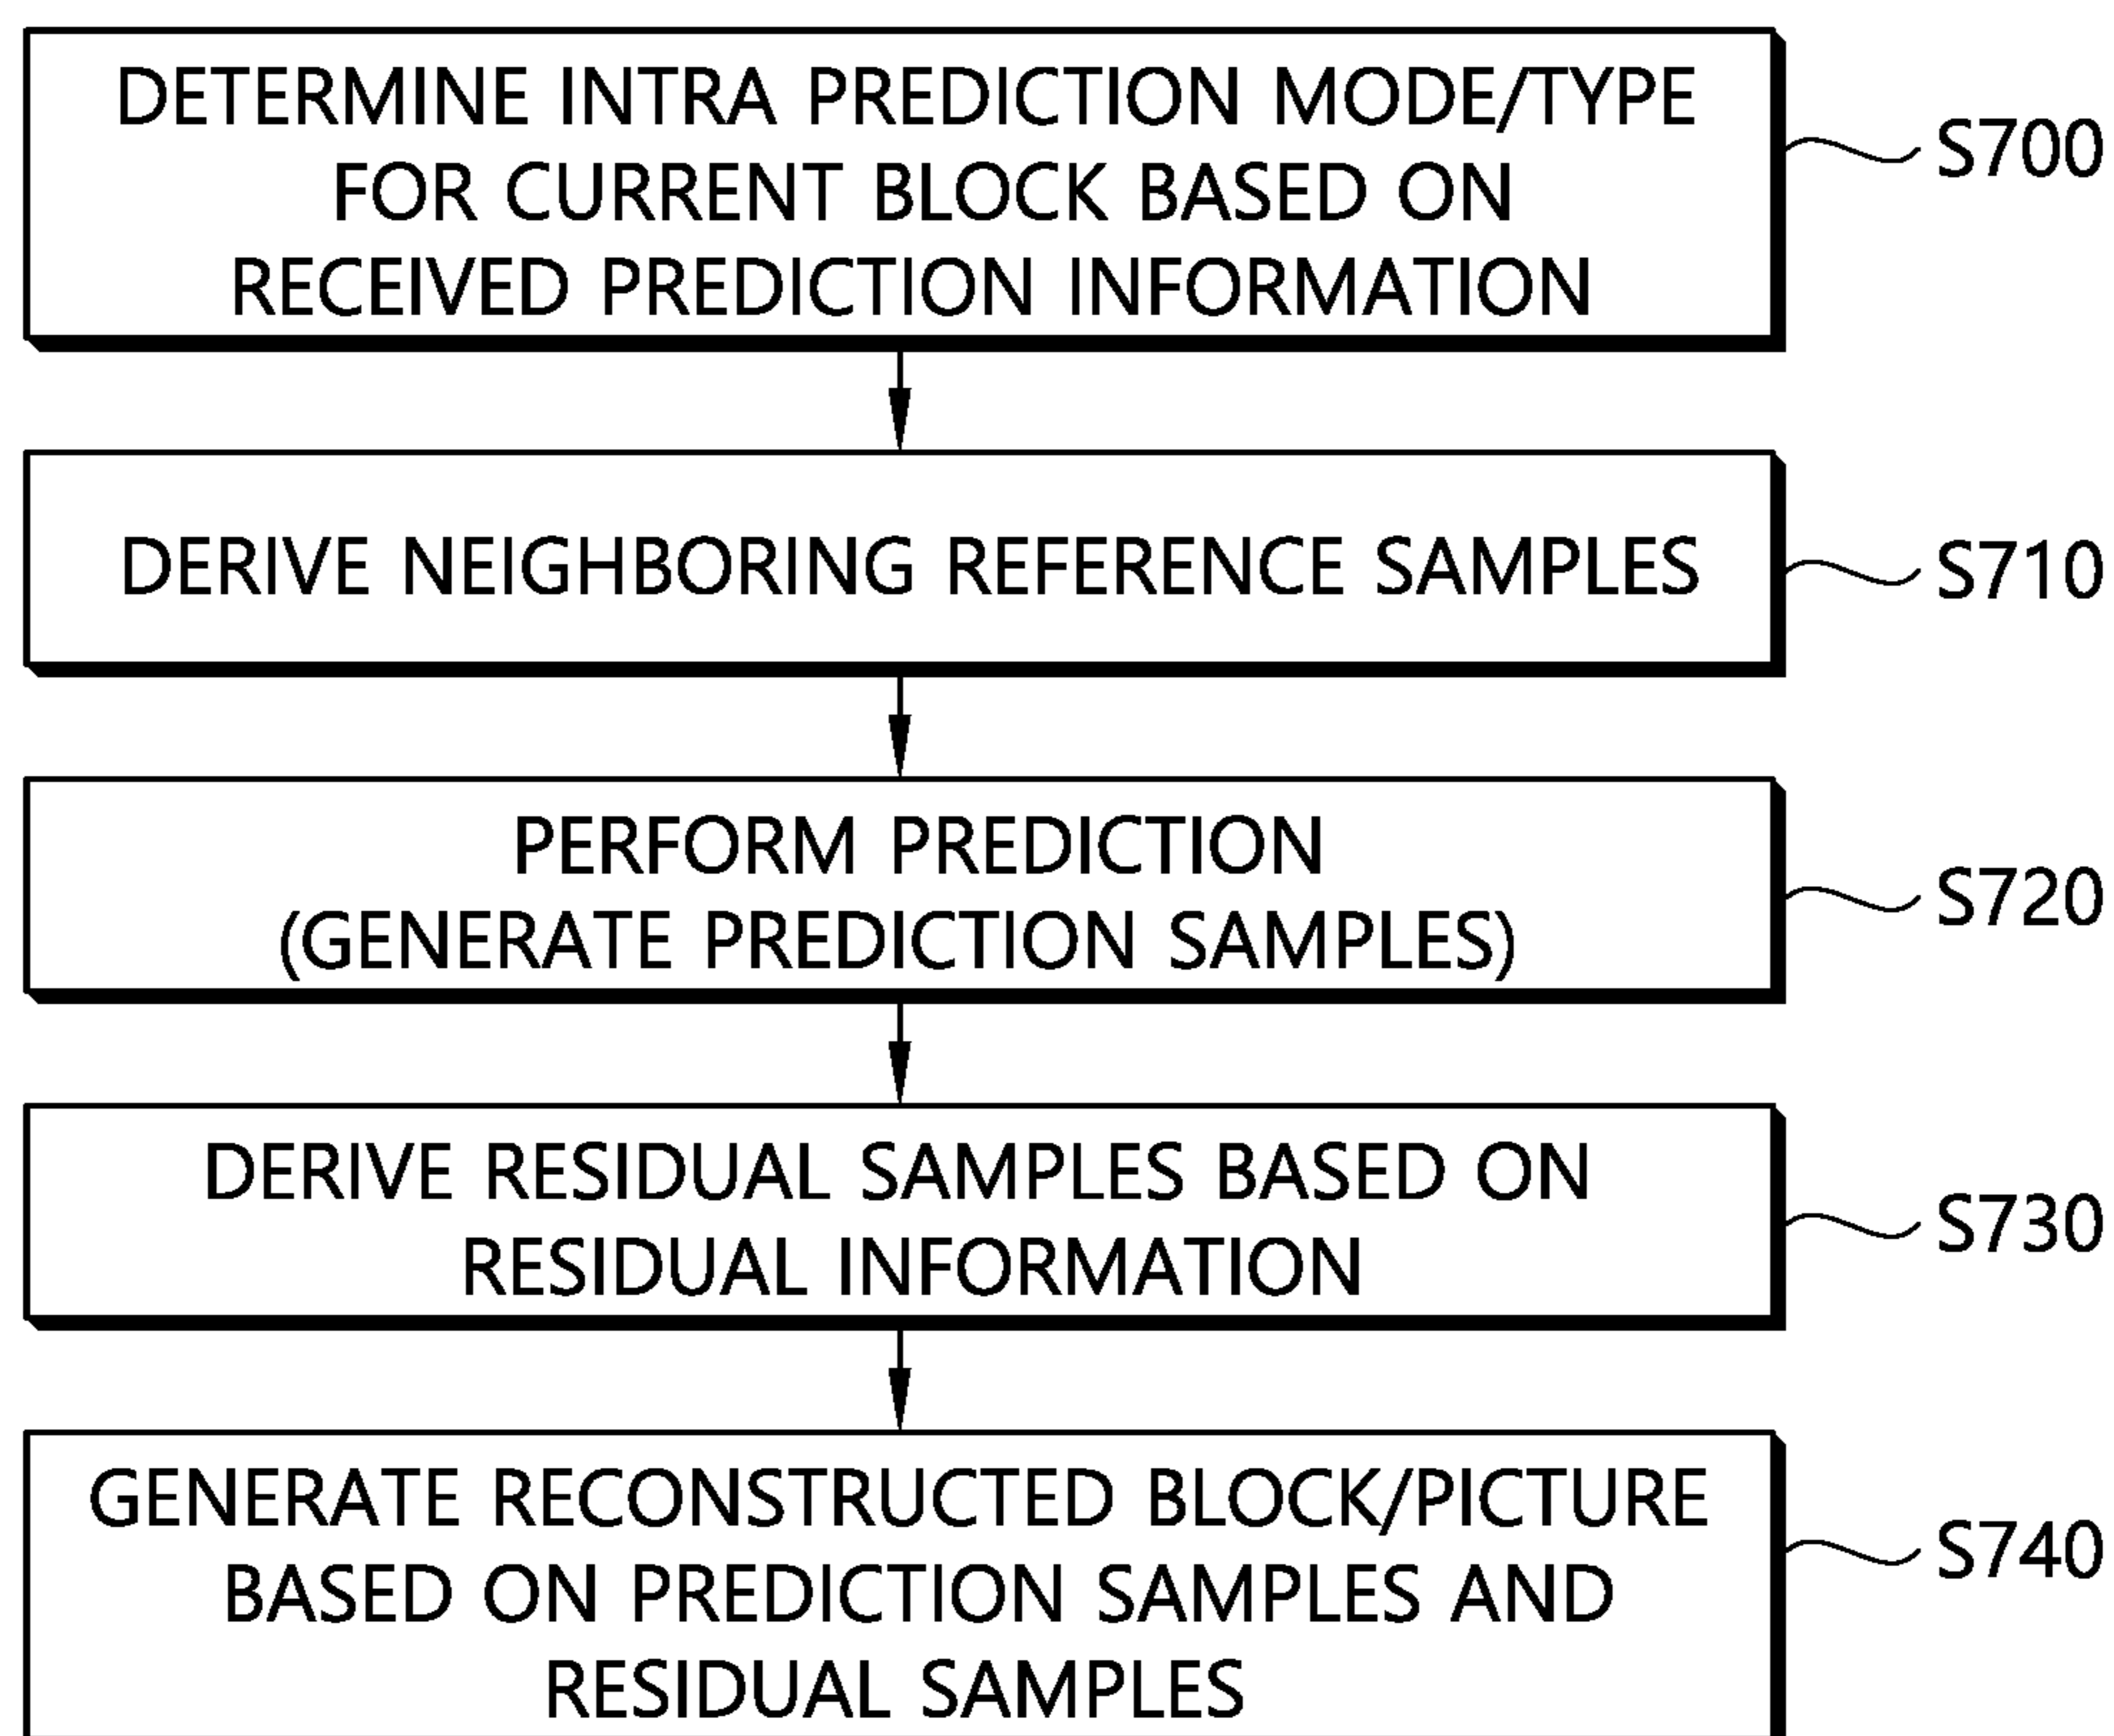 DETERMINE INTRA PREDICTION MODE/TYPE
FOR CURRENT BLOCK BASED ON
RECEIVED PREDICTION INFORMATION
S700
DERIVE NEIGHBORING REFERENCE SAMPLES
S710
PERFORM PREDICTION
(GENERATE PREDICTION SAMPLES)
S720
DERIVE RESIDUAL SAMPLES BASED ON
RESIDUAL INFORMATION
S730
GENERATE RECONSTRUCTED BLOCK/PICTURE
BASED ON PREDICTION SAMPLES AND
RESIDUAL SAMPLES
S740